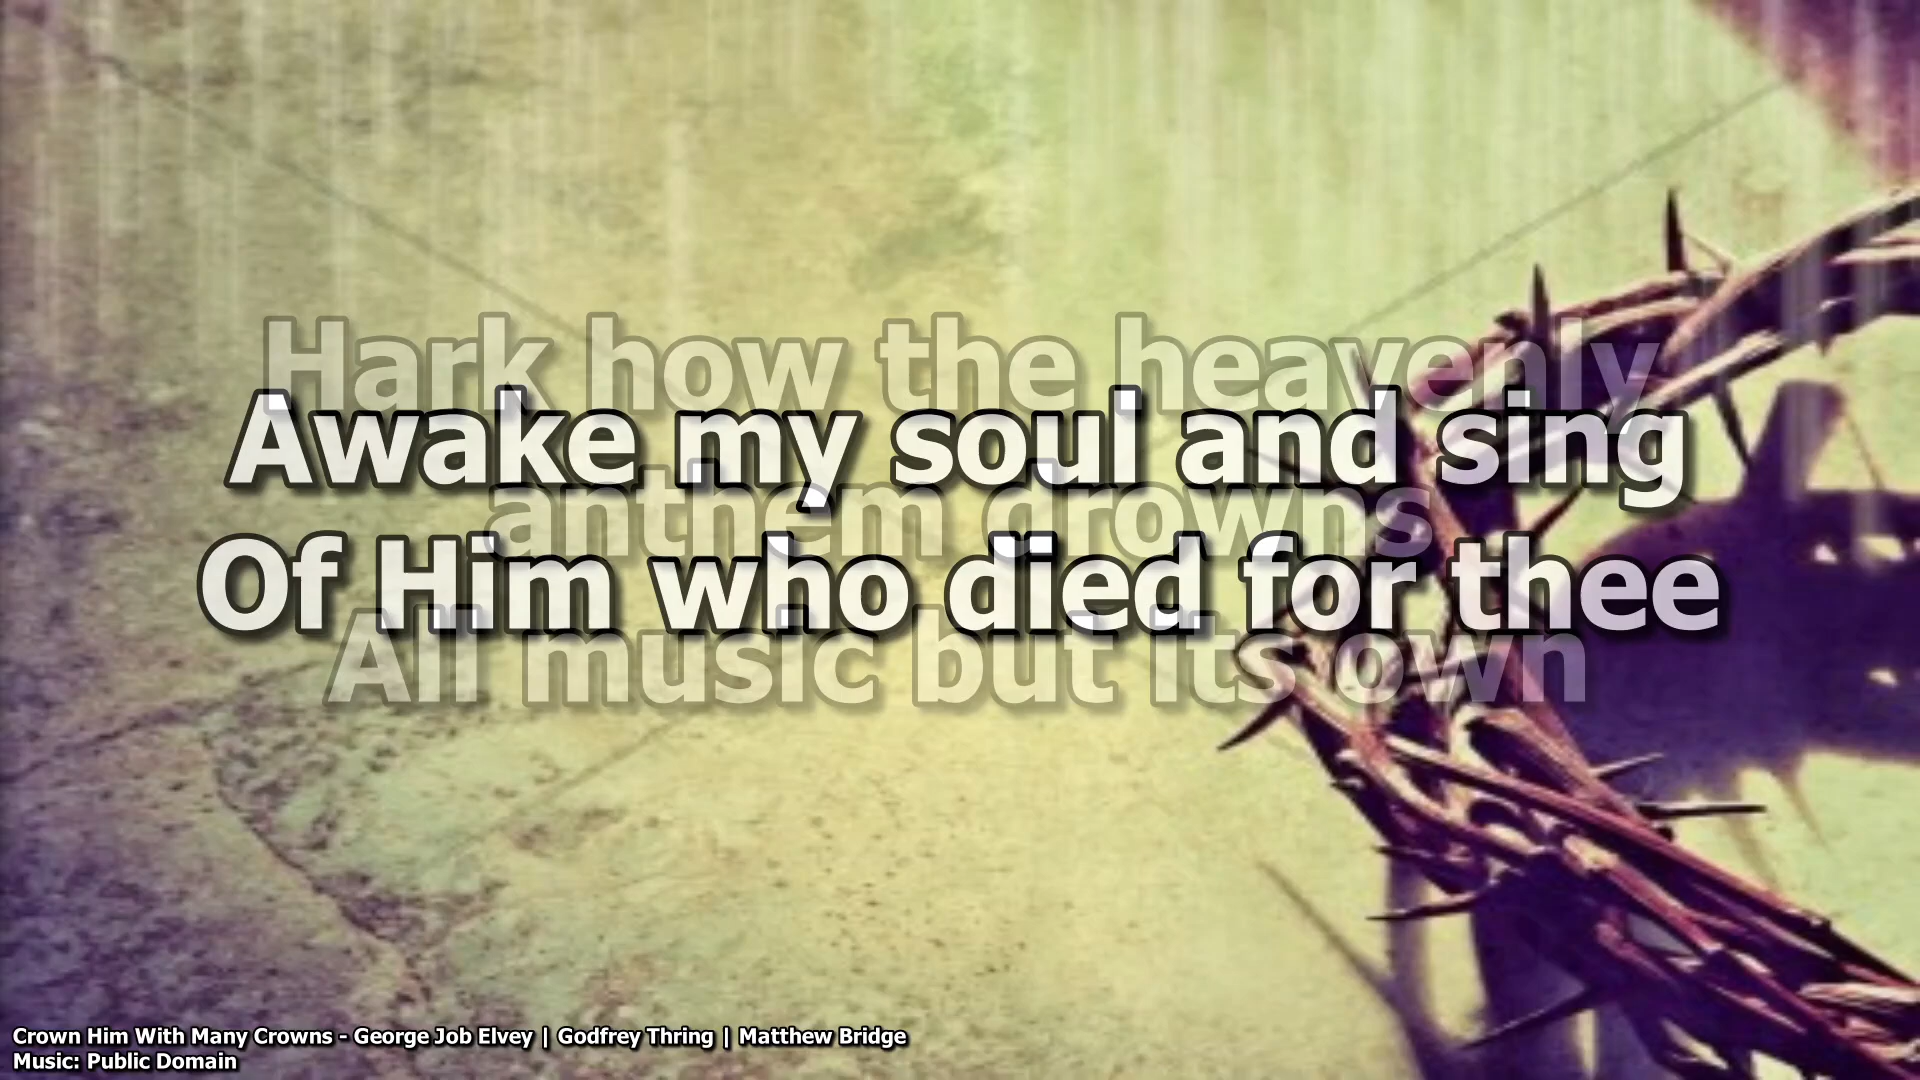 Hark how the heavenly
Awake my soul and sing
anthem drowns
Of Him who died for thee
All music but its own
Crown Him With Many Crowns - George Job Elvey | Godfrey Thring | Matthew Bridge
Music: Public Domain